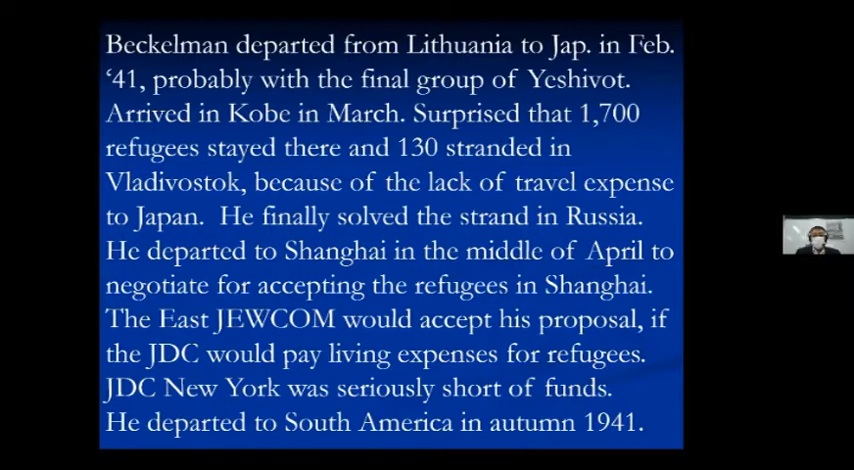 Beckelman departed from Lithuania to Jap. in Feb.
‘41, probably with the final group of Yeshivot.
Arrived in Kobe in March. Surprised that 1,700
refugees stayed there and 130 stranded in
Vladivostok, because of the lack of travel expense
to Japan. He finally solved the strand in Russia.
He departed to Shanghai in the middle of April to
negotiate for accepting the refugees in Shanghai.
The East JEWCOM would accept his proposal, if
the JDC would pay living expenses for refugees.
JDC New York was seriously short of funds.
He departed to South America in autumn 1941.